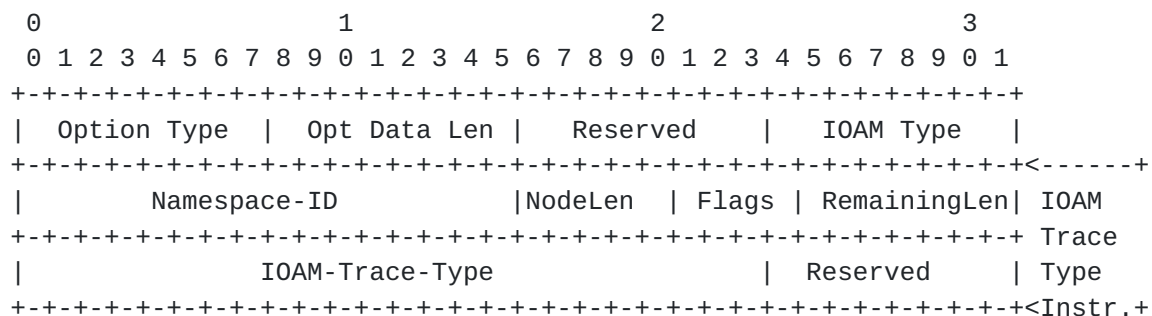 0                   1                   2                   3
 0 1 2 3 4 5 6 7 8 9 0 1 2 3 4 5 6 7 8 9 0 1 2 3 4 5 6 7 8 9 0 1
+-+-+-+-+-+-+-+-+-+-+-+-+-+-+-+-+-+-+-+-+-+-+-+-+-+-+-+-+-+-+-+-+
|  Option Type  |  Opt Data Len |   Reserved    |   IOAM Type   |
+-+-+-+-+-+-+-+-+-+-+-+-+-+-+-+-+-+-+-+-+-+-+-+-+-+-+-+-+-+-+-+-+<------+
|         Namespace-ID           |NodeLen  | Flags | RemainingLen| IOAM
+-+-+-+-+-+-+-+-+-+-+-+-+-+-+-+-+-+-+-+-+-+-+-+-+-+-+-+-+-+-+-+-+ Trace
|                IOAM-Trace-Type                 |  Reserved     | Type
+-+-+-+-+-+-+-+-+-+-+-+-+-+-+-+-+-+-+-+-+-+-+-+-+-+-+-+-+-+-+-+-+<Instr.+